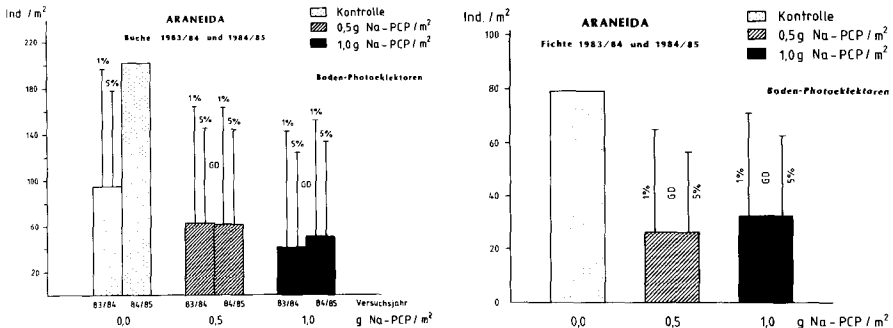 Ind. / m²
ARANEIDA
Buche 1983/84 und 1984/85
Kontrolle
0,5g Na-PCP/m²
1,0g Na-PCP/m²
Boden-Photoeklektoren
200
180
140
100
60
20
1%
5%
1%
5%
GD
1%
5%
1%
5%
GD
1%
5%
83/84
84/85
83/84
84/85
83/84
84/85
Versuchsjahr
0,0
0,5
1,0
g Na-PCP/m²
Ind. / m²
ARANEIDA
Fichte 1983/84 und 1984/85
Kontrolle
0,5g Na-PCP/m²
1,0g Na-PCP/m²
Boden-Photoeklektoren
100
80
60
40
20
0
1%
GD
5%
1%
GD
5%
0,0
0,5
1,0
g Na-PCP/m²